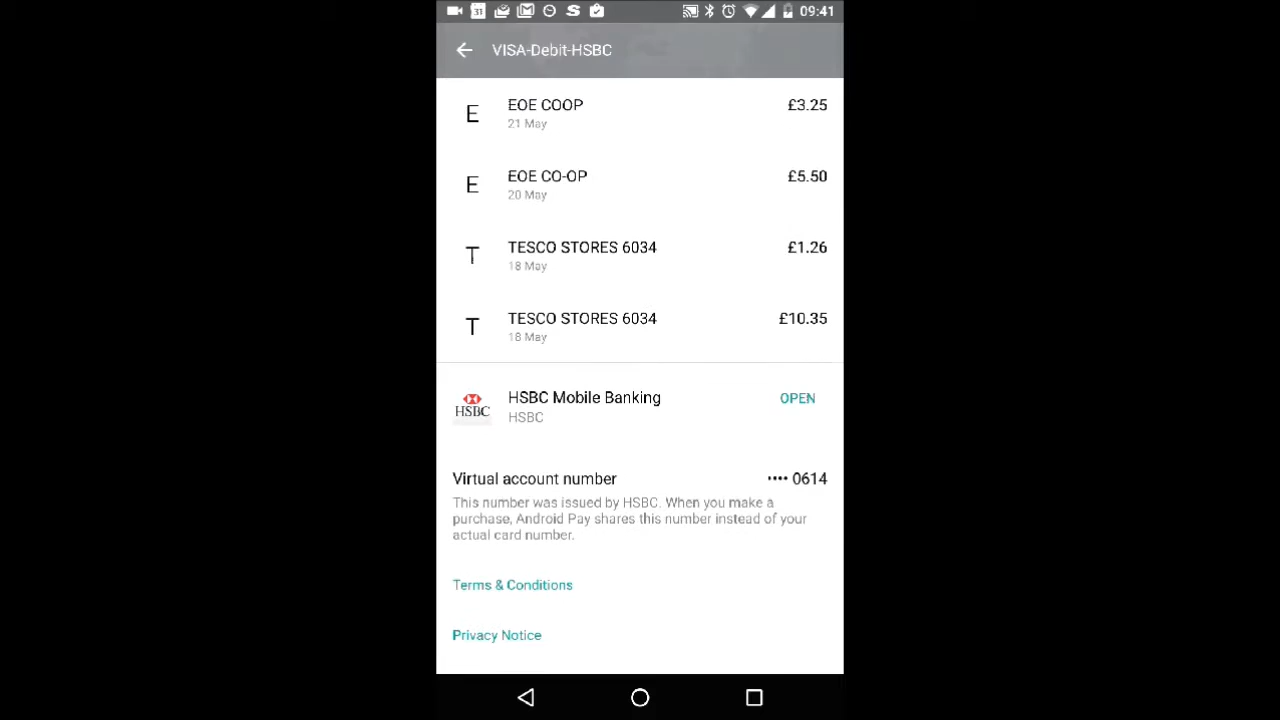 31 09:41
VISA-Debit-HSBC
E EOE COOP £3.25
21 May
E EOE CO-OP £5.50
20 May
T TESCO STORES 6034 £1.26
18 May
T TESCO STORES 6034 £10.35
18 May
HSBC HSBC Mobile Banking OPEN
HSBC
Virtual account number •••• 0614
This number was issued by HSBC. When you make a
purchase, Android Pay shares this number instead of your
actual card number.
Terms & Conditions
Privacy Notice